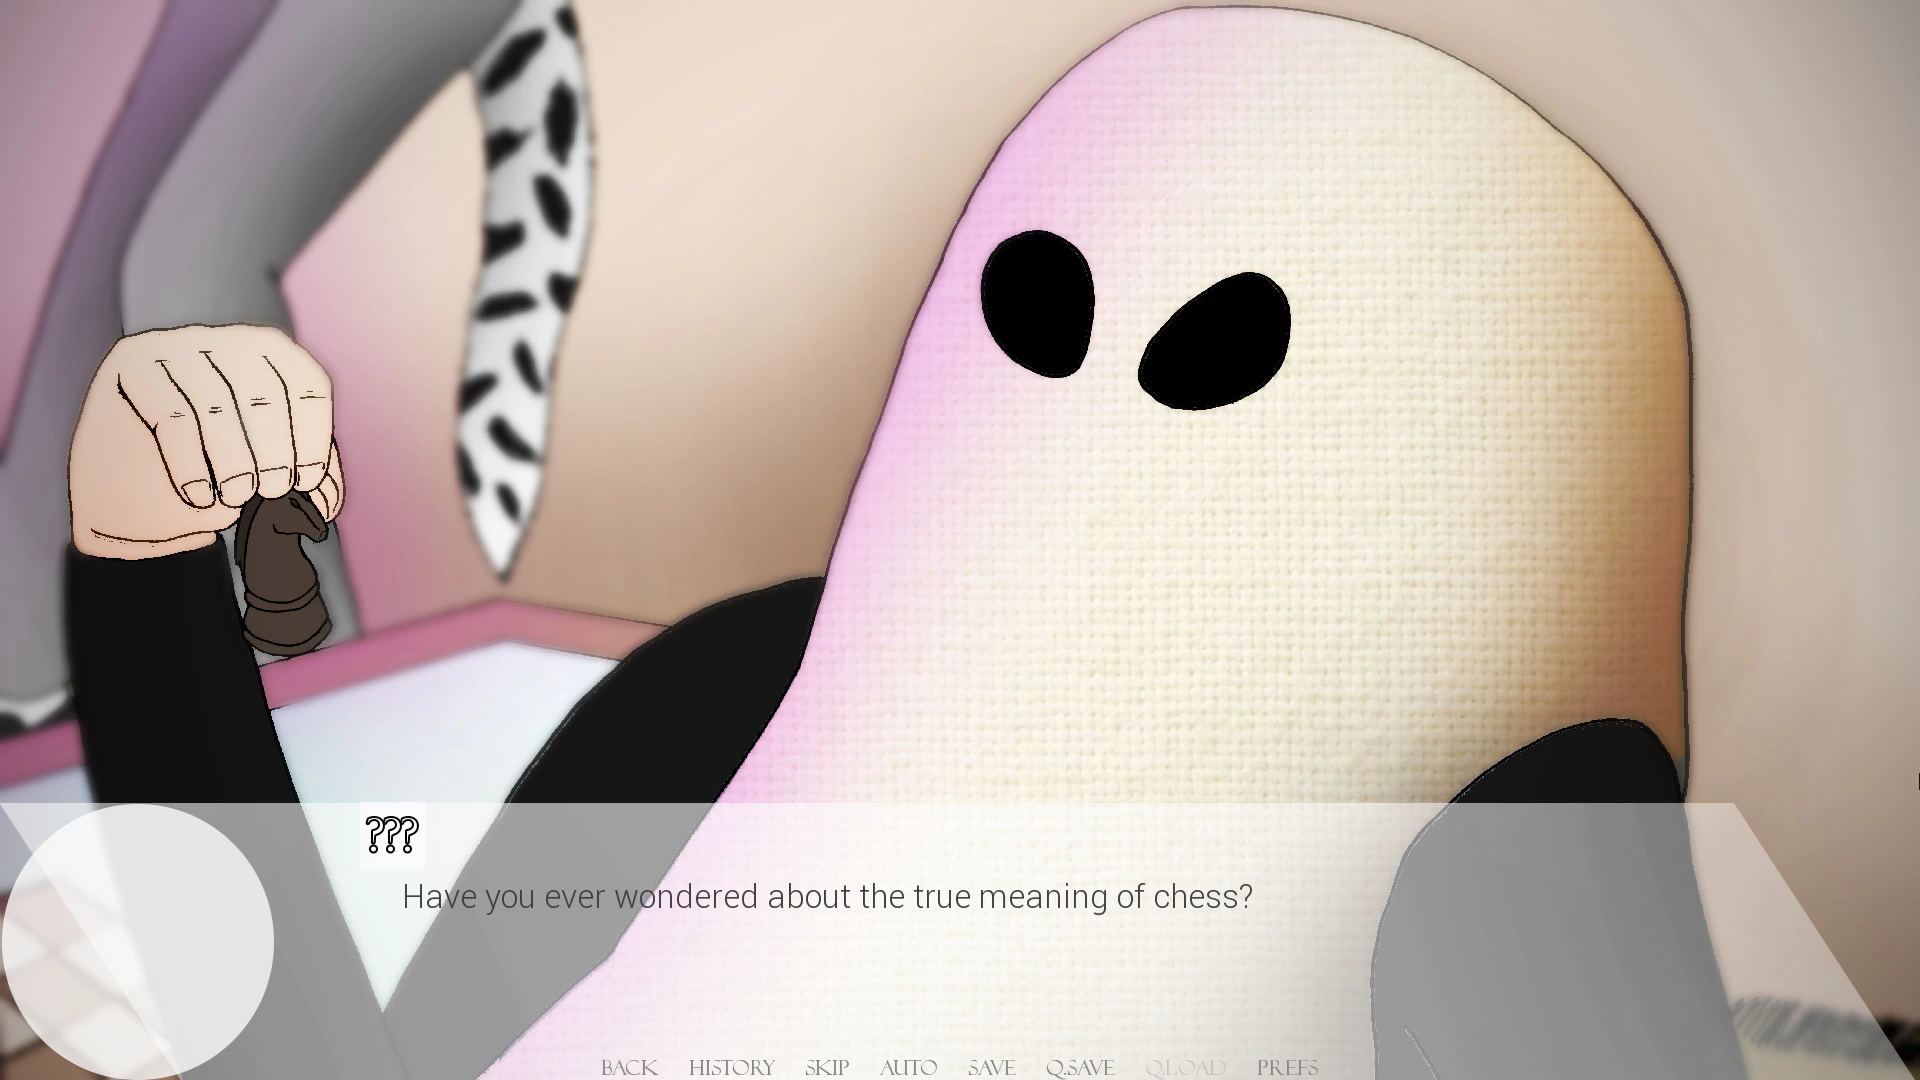 ???
Have you ever wondered about the true meaning of chess?
BACK HISTORY SKIP AUTO SAVE Q.SAVE Q.LOAD PREFS